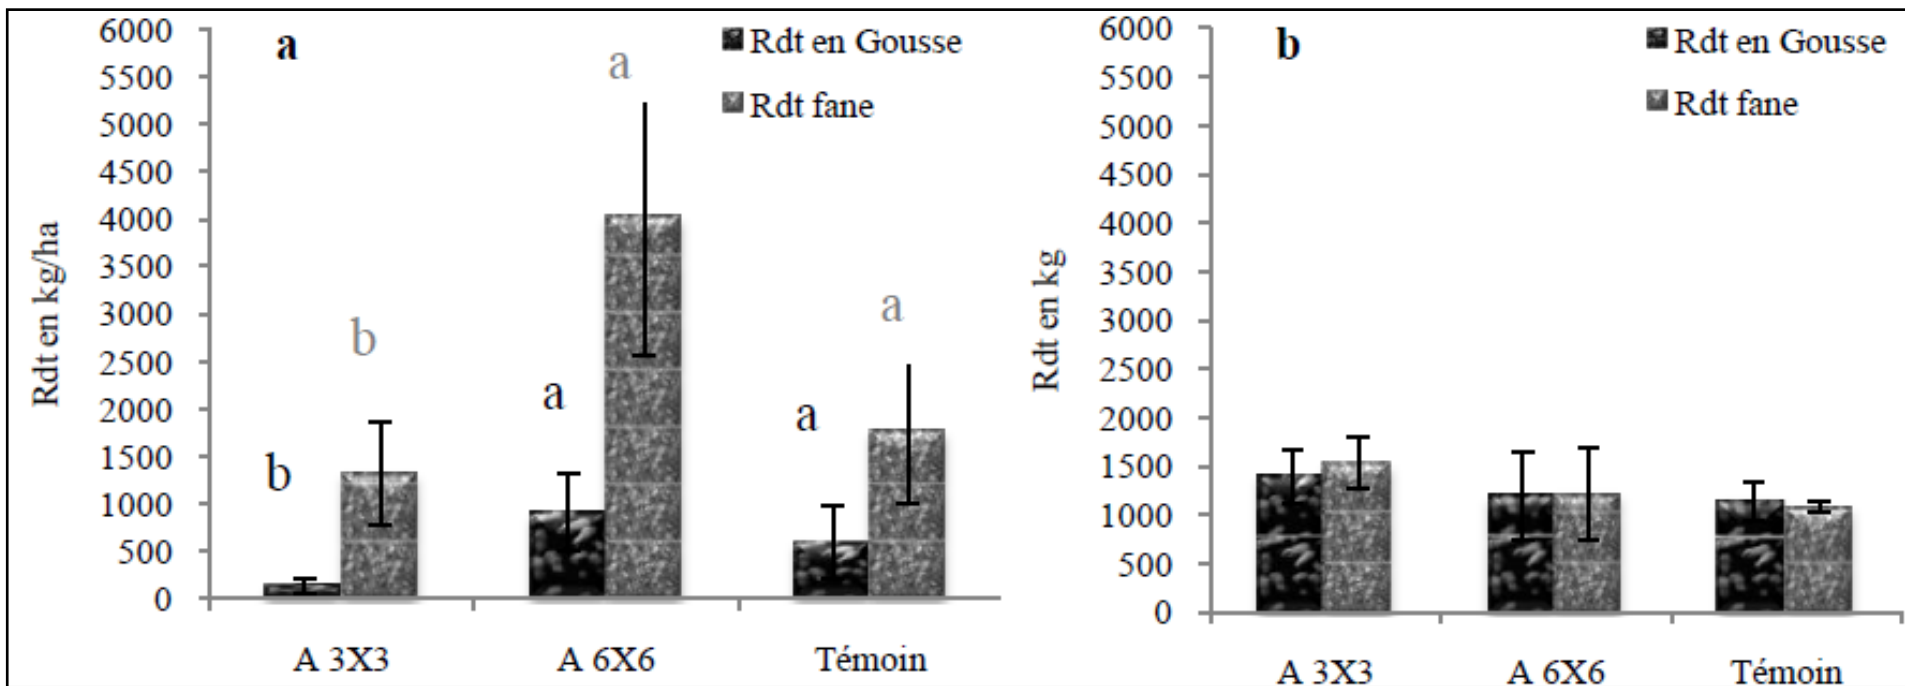 a
Rdt en Gousse
Rdt fane
6000
5500
5000
4500
4000
3500
3000
2500
2000
1500
1000
500
0
Rdt en kg/ha
b
b
a
a
a
a
A 3X3
A 6X6
Témoin
b
Rdt en Gousse
Rdt fane
6000
5500
5000
4500
4000
3500
3000
2500
2000
1500
1000
500
0
Rdt en kg
A 3X3
A 6X6
Témoin